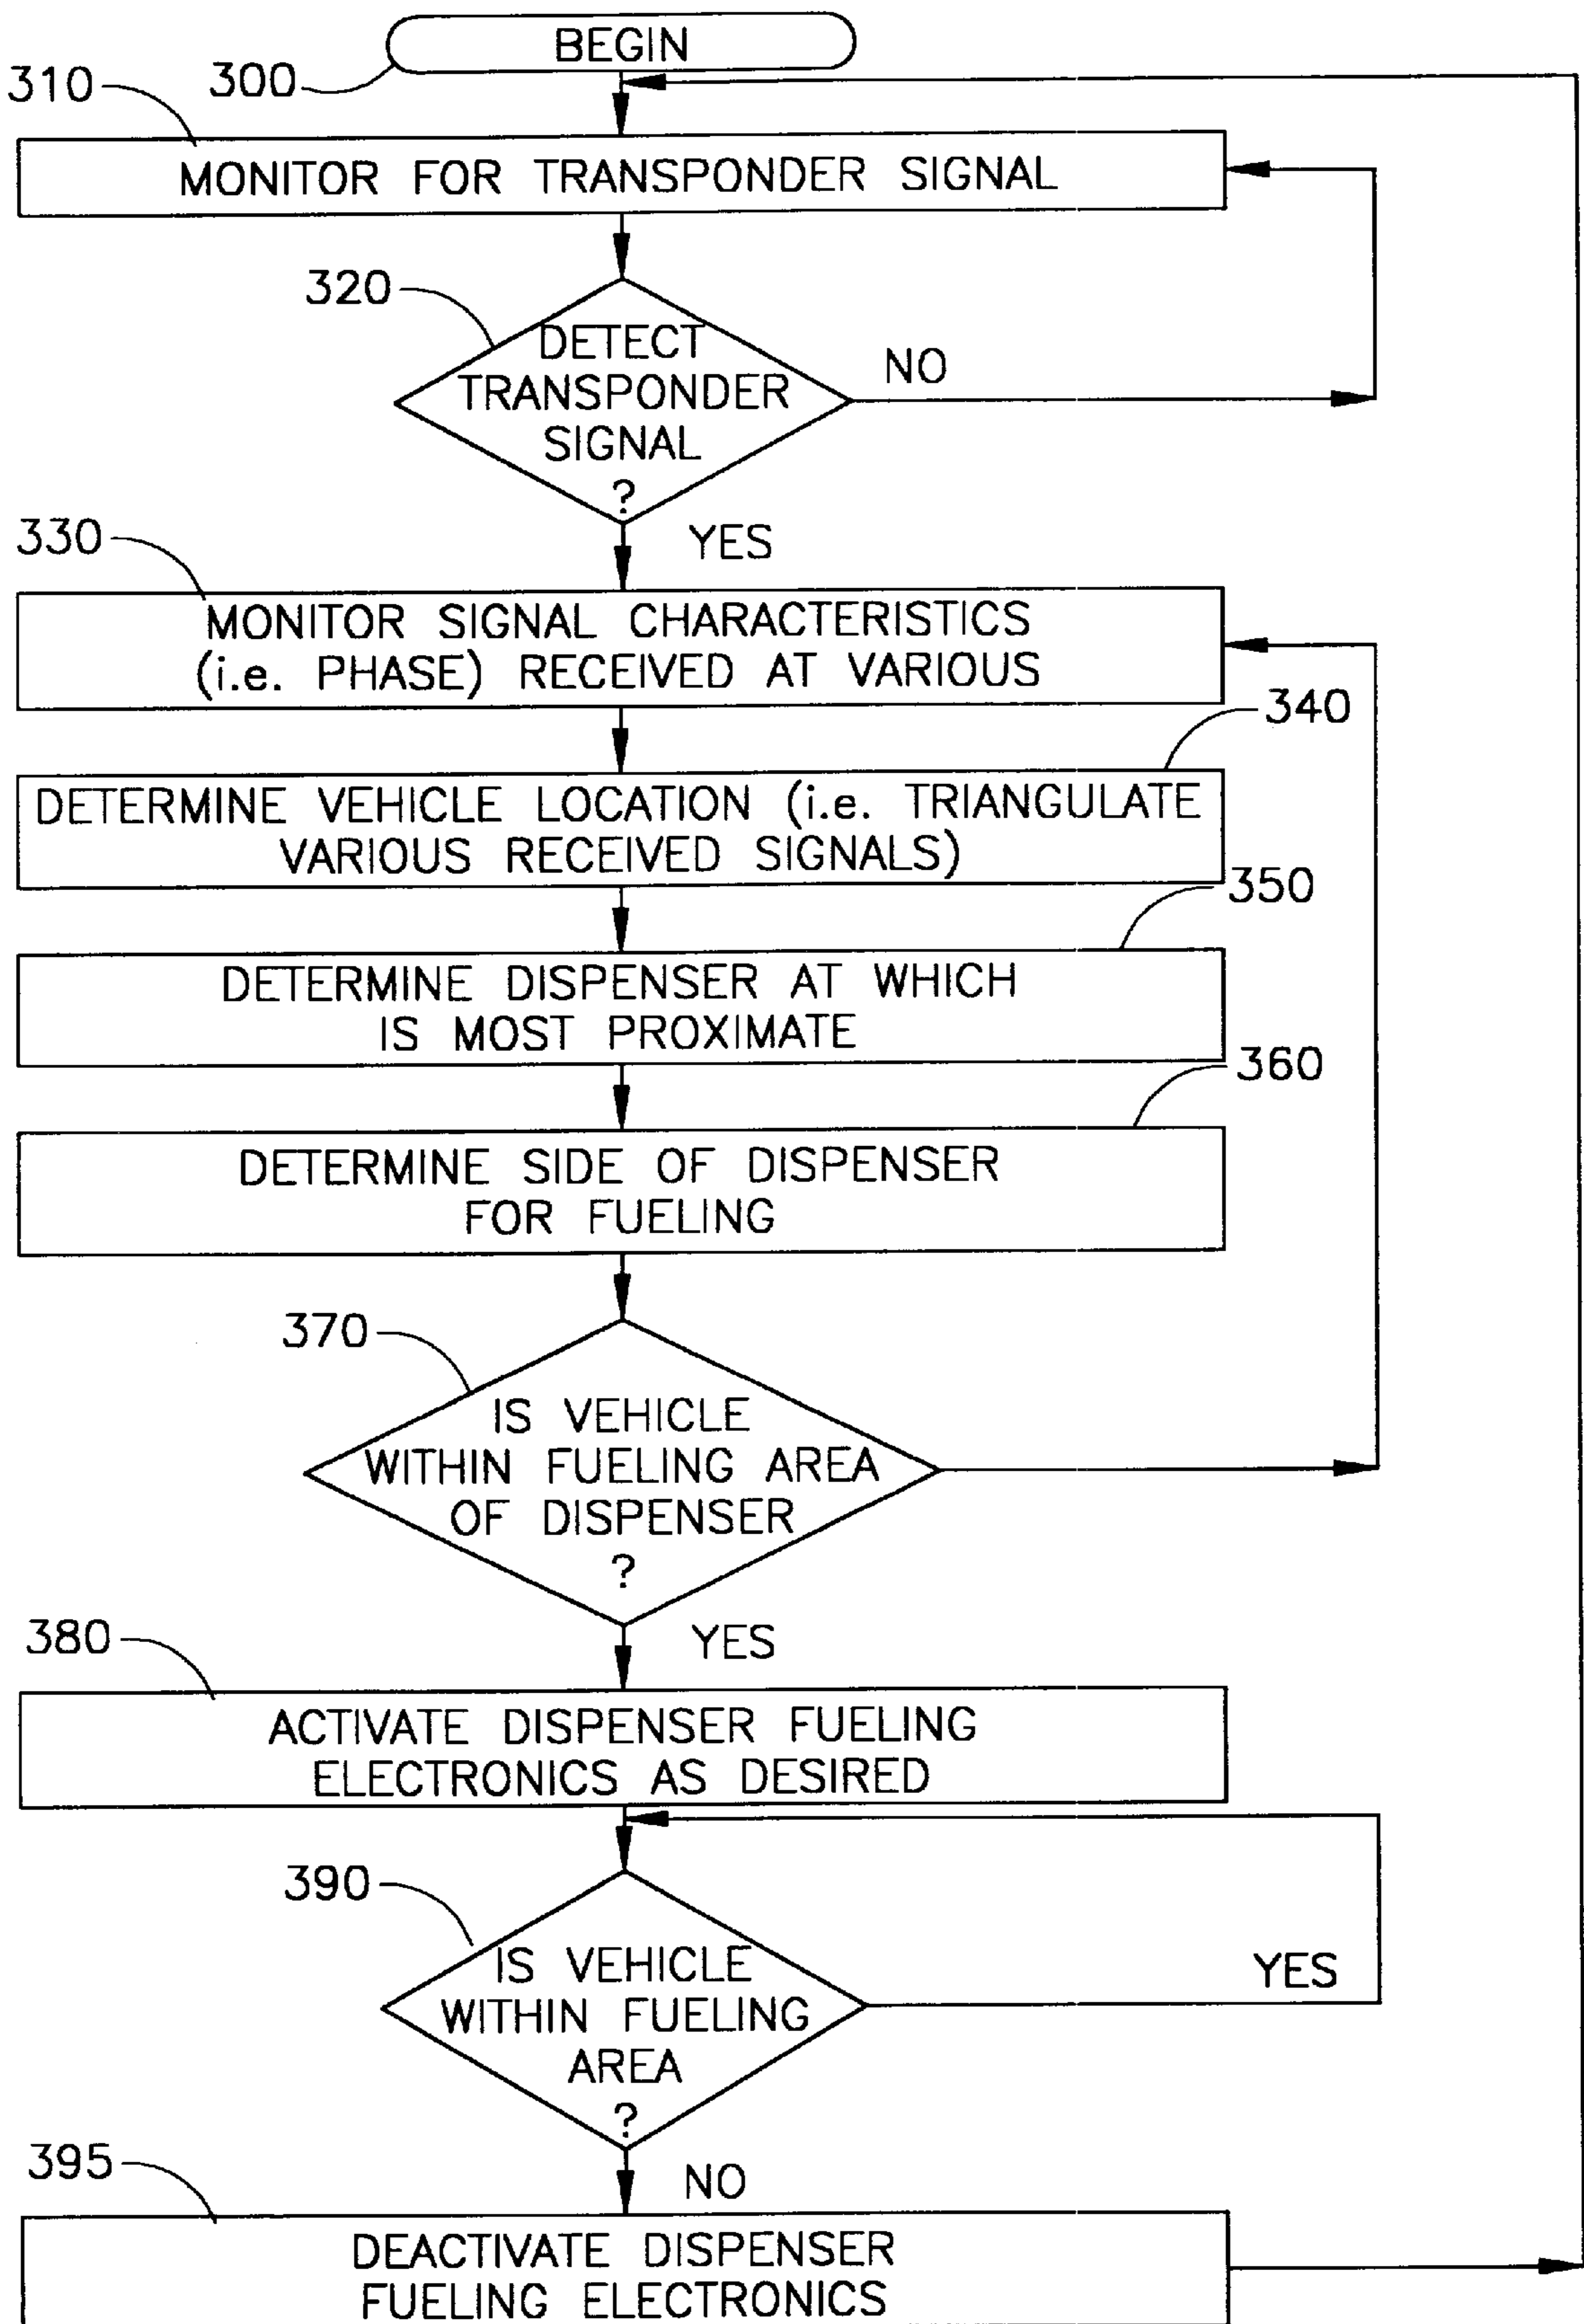 BEGIN
300
310
MONITOR FOR TRANSPONDER SIGNAL
320
DETECT
TRANSPONDER
SIGNAL
?
NO
YES
330
MONITOR SIGNAL CHARACTERISTICS
(i.e. PHASE) RECEIVED AT VARIOUS
340
DETERMINE VEHICLE LOCATION (i.e. TRIANGULATE
VARIOUS RECEIVED SIGNALS)
350
DETERMINE DISPENSER AT WHICH
IS MOST PROXIMATE
360
DETERMINE SIDE OF DISPENSER
FOR FUELING
370
IS VEHICLE
WITHIN FUELING AREA
OF DISPENSER
?
YES
380
ACTIVATE DISPENSER FUELING
ELECTRONICS AS DESIRED
390
IS VEHICLE
WITHIN FUELING
AREA
?
YES
NO
395
DEACTIVATE DISPENSER
FUELING ELECTRONICS